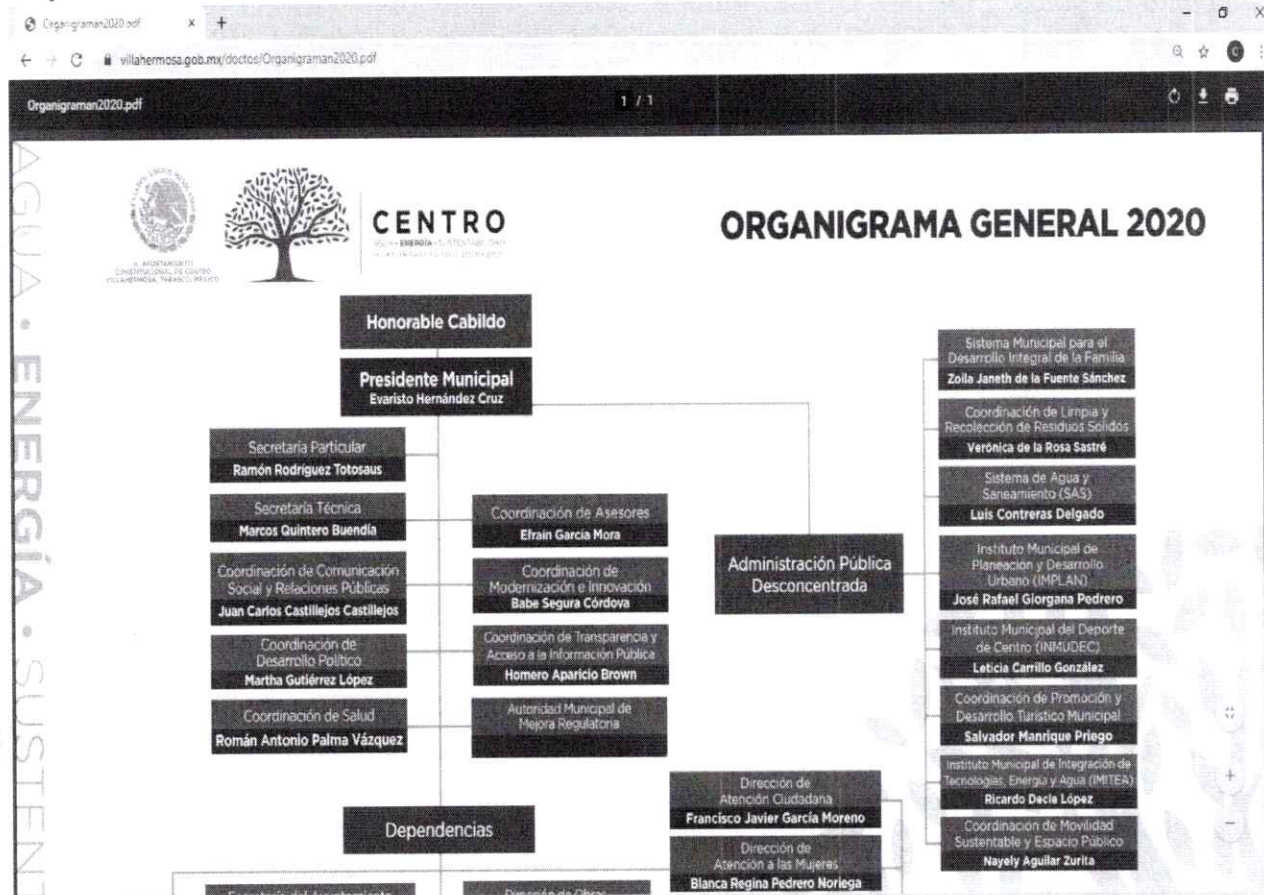 Organigraman2020.pdf
villahermosa.gob.mx/doctos/Organigraman2020.pdf
Organigraman2020.pdf
1 / 1
AGUA • ENERGÍA • SUSTENT
H. AYUNTAMIENTO
CONSTITUCIONAL DE CENTRO
VILLAHERMOSA, TABASCO, MÉXICO
CENTRO
ORGANIGRAMA GENERAL 2020
Honorable Cabildo
Presidente Municipal
Evaristo Hernández Cruz
Secretaría Particular
Ramón Rodríguez Totosaus
Secretaría Técnica
Marcos Quintero Buendía
Coordinación de Comunicación
Social y Relaciones Públicas
Juan Carlos Castillejos Castillejos
Coordinación de
Desarrollo Político
Martha Gutiérrez López
Coordinación de Salud
Román Antonio Palma Vázquez
Coordinación de Asesores
Efraín García Mora
Coordinación de
Modernización e Innovación
Babe Segura Córdova
Coordinación de Transparencia y
Acceso a la Información Pública
Homero Aparicio Brown
Autoridad Municipal de
Mejora Regulatoria
Administración Pública
Desconcentrada
Sistema Municipal para el
Desarrollo Integral de la Familia
Zoila Janeth de la Fuente Sánchez
Coordinación de Limpia y
Recolección de Residuos Solidos
Verónica de la Rosa Sastré
Sistema de Agua y
Saneamiento (SAS)
Luis Contreras Delgado
Instituto Municipal de
Planeación y Desarrollo
Urbano (IMPLAN)
José Rafael Giorgana Pedrero
Instituto Municipal del Deporte
de Centro (INMUDEC)
Leticia Carrillo González
Coordinación de Promoción y
Desarrollo Turístico Municipal
Salvador Manrique Priego
Instituto Municipal de Integración de
Tecnologías, Energía y Agua (IMITEA)
Ricardo Decle López
Coordinación de Movilidad
Sustentable y Espacio Público
Nayely Aguilar Zurita
Dependencias
Dirección de
Atención Ciudadana
Francisco Javier García Moreno
Dirección de
Atención a las Mujeres
Blanca Regina Pedrero Noriega